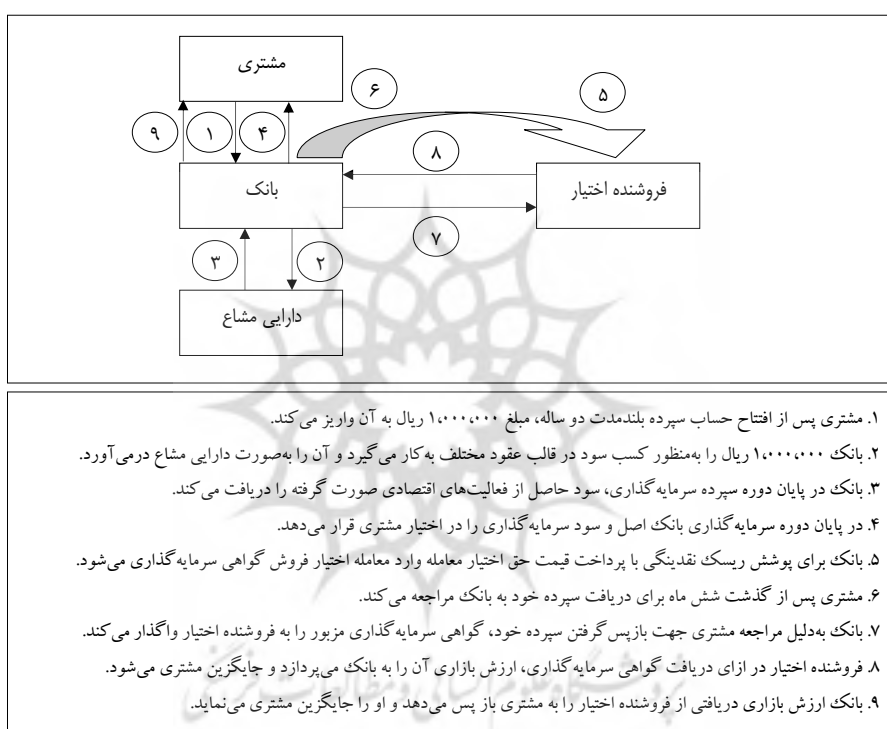 مشتری
۶
۵
۹
۱
۴
۸
بانک
فروشنده اختیار
۷
۳
۲
دارایی مشاع
۱. مشتری پس از افتتاح حساب سپرده بلندمدت دو ساله، مبلغ ۱،۰۰۰،۰۰۰ ریال به آن واریز می‌کند.
۲. بانک ۱،۰۰۰،۰۰۰ ریال را به‌منظور کسب سود در قالب عقود مختلف به‌کار می‌گیرد و آن را به‌صورت دارایی مشاع درمی‌آورد.
۳. بانک در پایان دوره سپرده سرمایه‌گذاری، سود حاصل از فعالیت‌های اقتصادی صورت گرفته را دریافت می‌کند.
۴. در پایان دوره سرمایه‌گذاری بانک اصل و سود سرمایه‌گذاری را در اختیار مشتری قرار می‌دهد.
۵. بانک برای پوشش ریسک نقدینگی با پرداخت قیمت حق اختیار معامله وارد معامله اختیار فروش گواهی سرمایه‌گذاری می‌شود.
۶. مشتری پس از گذشت شش ماه برای دریافت سپرده خود به بانک مراجعه می‌کند.
۷. بانک به‌دلیل مراجعه مشتری جهت بازپس‌گرفتن سپرده خود، گواهی سرمایه‌گذاری مزبور را به فروشنده اختیار واگذار می‌کند.
۸. فروشنده اختیار در ازای دریافت گواهی سرمایه‌گذاری، ارزش بازاری آن را به بانک می‌پردازد و جایگزین مشتری می‌شود.
۹. بانک ارزش بازاری دریافتی از فروشنده اختیار را به مشتری باز پس می‌دهد و او را جایگزین مشتری می‌نماید.